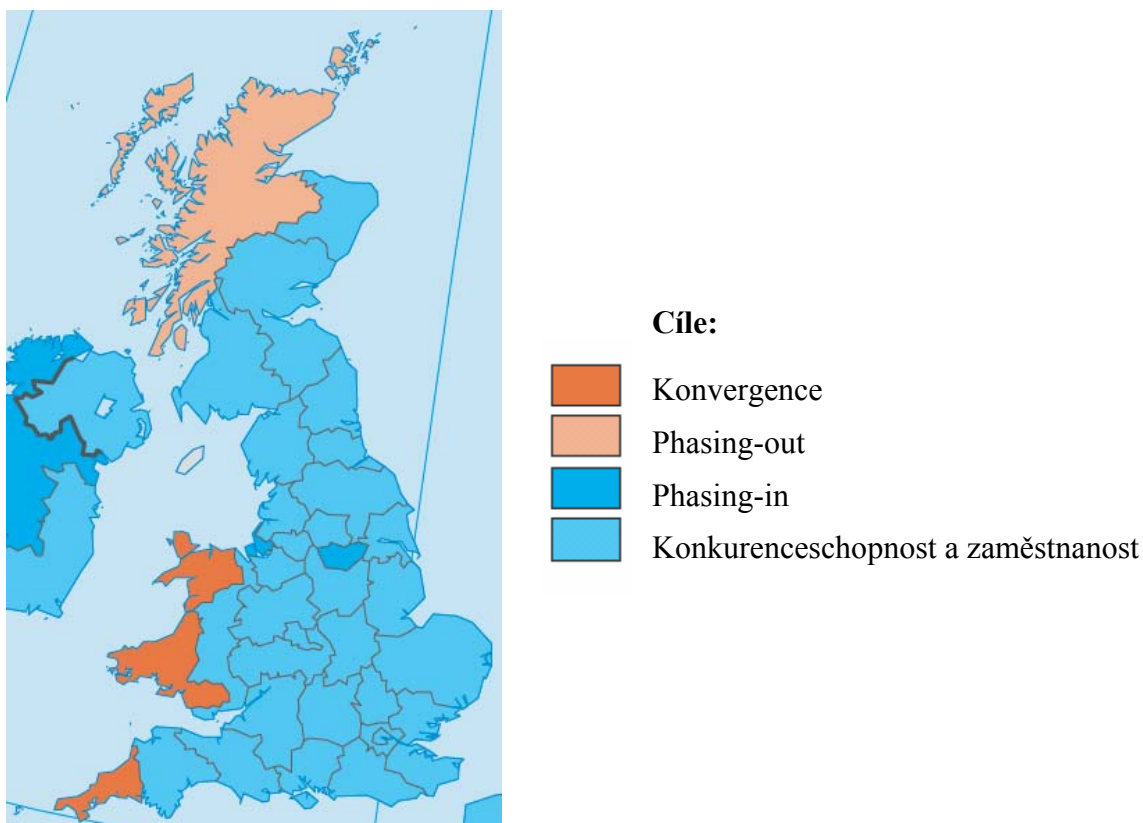 Cíle:
Konvergence
Phasing-out
Phasing-in
Konkurenceschopnost a zaměstnanost